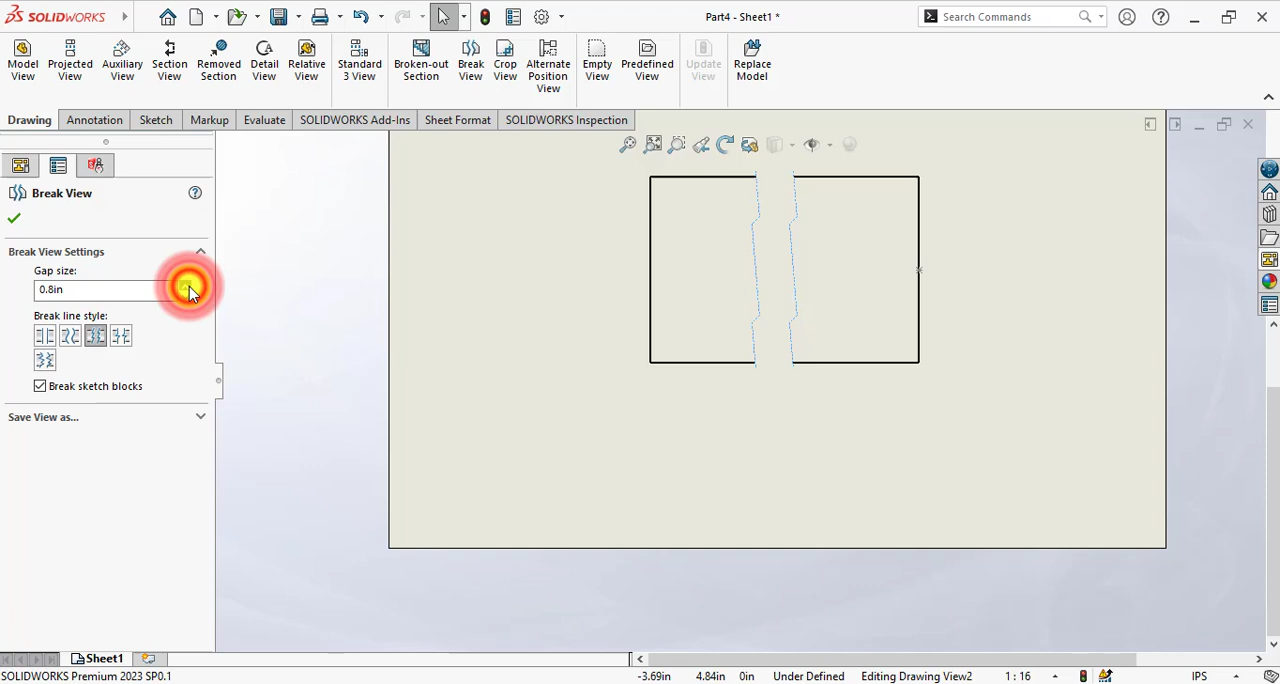 SOLIDWORKS
Part4 - Sheet1 *
Search Commands
Model View
Projected View
Auxiliary View
Section View
Removed Section
Detail View
Relative View
Standard 3 View
Broken-out Section
Break View
Crop View
Alternate Position View
Empty View
Predefined View
Update View
Replace Model
Drawing
Annotation
Sketch
Markup
Evaluate
SOLIDWORKS Add-Ins
Sheet Format
SOLIDWORKS Inspection
Break View
Break View Settings
Gap size:
0.8in
Break line style:
Break sketch blocks
Save View as...
Sheet1
SOLIDWORKS Premium 2023 SP0.1
-3.69in
4.84in
0in
Under Defined
Editing Drawing View2
1 : 16
IPS